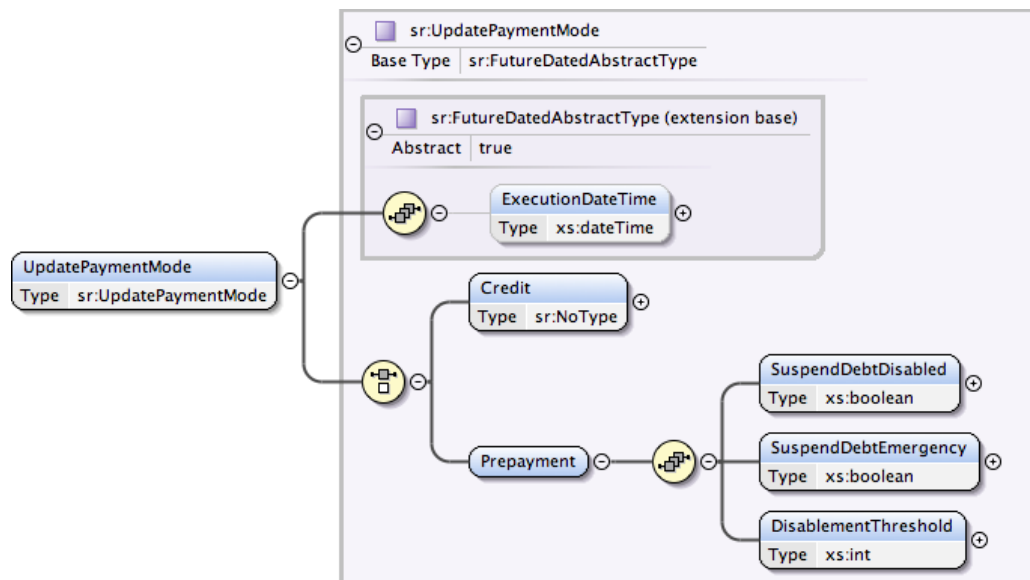 sr:UpdatePaymentMode
Base Type sr:FutureDatedAbstractType
sr:FutureDatedAbstractType (extension base)
Abstract true
ExecutionDateTime
Type xs:dateTime
UpdatePaymentMode
Type sr:UpdatePaymentMode
Credit
Type sr:NoType
SuspendDebtDisabled
Type xs:boolean
Prepayment
SuspendDebtEmergency
Type xs:boolean
DisablementThreshold
Type xs:int